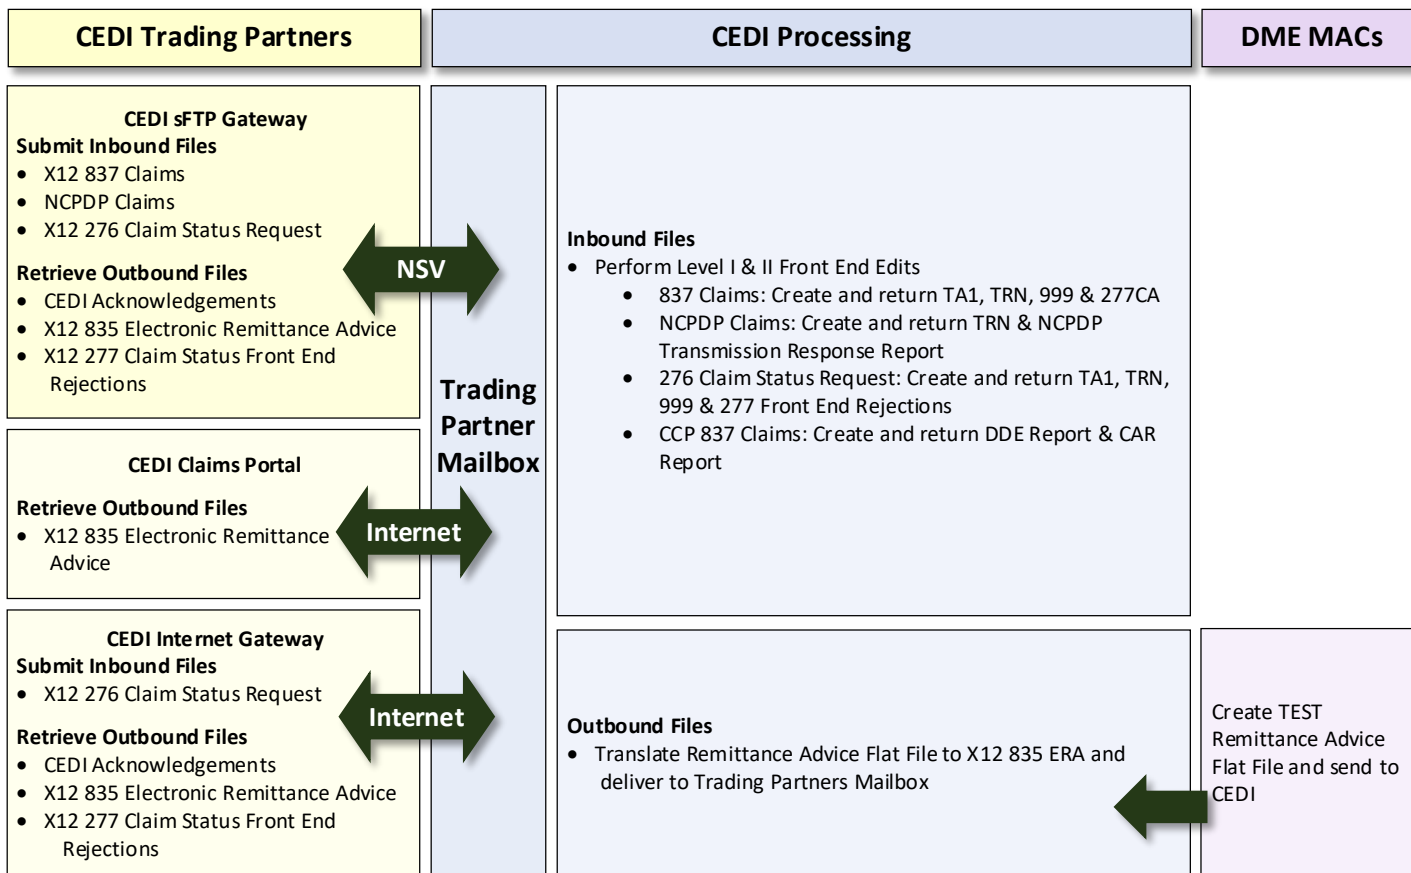 CEDI Trading Partners
CEDI Processing
DME MACs
CEDI sFTP Gateway
Submit Inbound Files
• X12 837 Claims
• NCPDP Claims
• X12 276 Claim Status Request
Retrieve Outbound Files
• CEDI Acknowledgements
• X12 835 Electronic Remittance Advice
• X12 277 Claim Status Front End
Rejections
NSV
CEDI Claims Portal
Retrieve Outbound Files
• X12 835 Electronic Remittance
Advice
Internet
CEDI Internet Gateway
Submit Inbound Files
• X12 276 Claim Status Request
Retrieve Outbound Files
• CEDI Acknowledgements
• X12 835 Electronic Remittance Advice
• X12 277 Claim Status Front End
Rejections
Internet
Trading
Partner
Mailbox
Inbound Files
• Perform Level I & II Front End Edits
• 837 Claims: Create and return TA1, TRN, 999 & 277CA
• NCPDP Claims: Create and return TRN & NCPDP
Transmission Response Report
• 276 Claim Status Request: Create and return TA1, TRN,
999 & 277 Front End Rejections
• CCP 837 Claims: Create and return DDE Report & CAR
Report
Outbound Files
• Translate Remittance Advice Flat File to X12 835 ERA and
deliver to Trading Partners Mailbox
Create TEST
Remittance Advice
Flat File and send to
CEDI